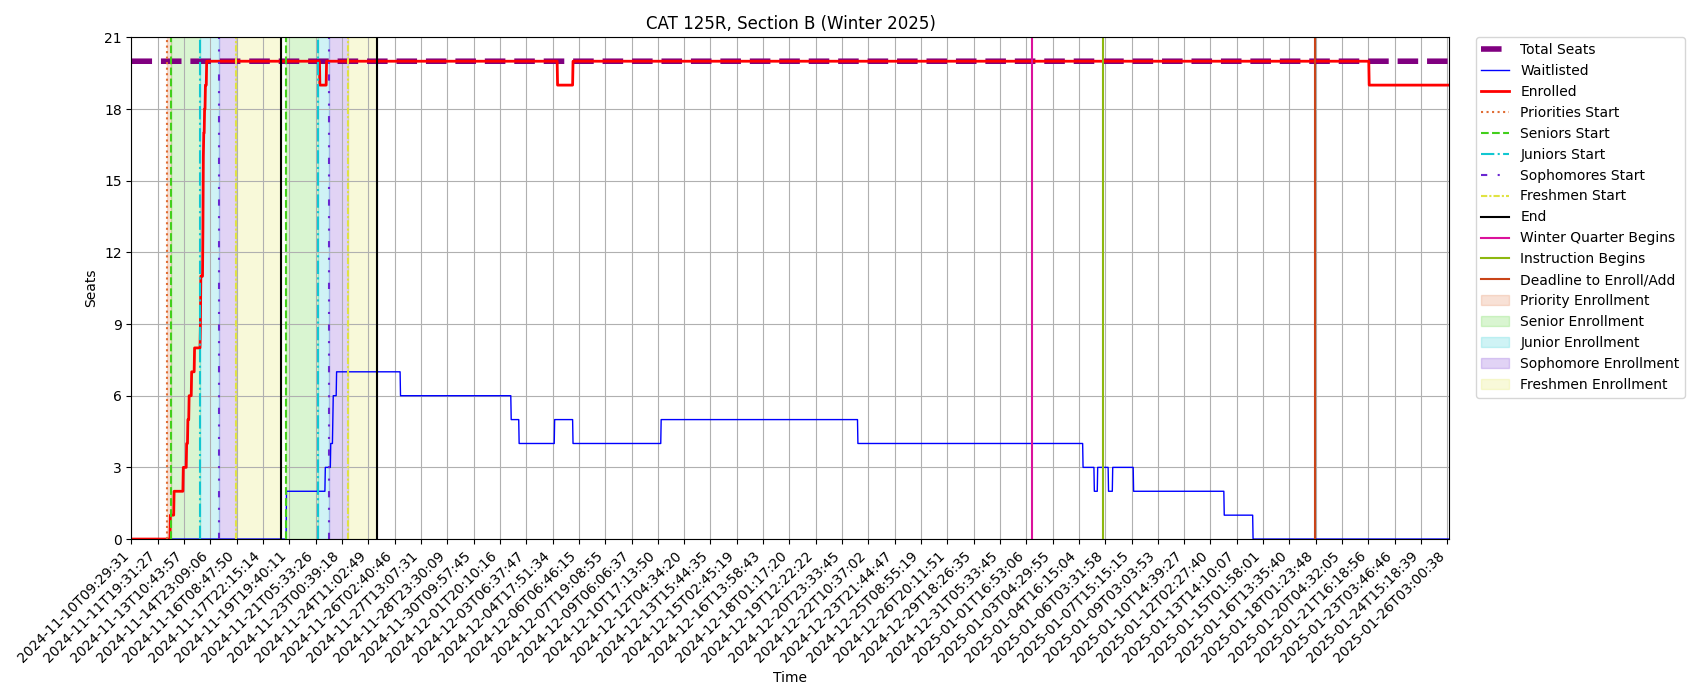 CAT 125R, Section B (Winter 2025)
21
18
15
12
9
6
3
0
Seats
2024-11-10T09:29:31
2024-11-11T19:31:27
2024-11-13T10:43:57
2024-11-14T23:09:06
2024-11-16T08:47:50
2024-11-17T22:15:14
2024-11-19T19:40:11
2024-11-21T05:33:26
2024-11-23T00:39:18
2024-11-24T11:02:49
2024-11-26T02:40:46
2024-11-27T13:07:31
2024-11-28T23:30:09
2024-11-30T09:57:45
2024-12-01T20:10:16
2024-12-03T06:37:47
2024-12-04T17:51:34
2024-12-06T06:46:15
2024-12-07T19:08:55
2024-12-09T06:06:37
2024-12-10T17:13:50
2024-12-12T04:34:20
2024-12-13T15:44:35
2024-12-15T02:45:19
2024-12-16T13:58:43
2024-12-18T01:17:20
2024-12-19T12:22:22
2024-12-20T23:33:45
2024-12-22T10:37:02
2024-12-23T21:44:47
2024-12-25T08:55:19
2024-12-26T20:11:51
2024-12-29T18:26:35
2024-12-31T05:33:45
2025-01-01T16:53:06
2025-01-03T04:29:55
2025-01-04T16:15:04
2025-01-06T03:31:58
2025-01-07T15:15:15
2025-01-09T03:03:53
2025-01-10T14:39:27
2025-01-12T02:27:40
2025-01-13T14:10:07
2025-01-15T01:58:01
2025-01-16T13:35:40
2025-01-18T01:23:48
2025-01-20T04:32:05
2025-01-21T16:18:56
2025-01-23T03:46:46
2025-01-24T15:18:39
2025-01-26T03:00:38
Time
Total Seats
Waitlisted
Enrolled
Priorities Start
Seniors Start
Juniors Start
Sophomores Start
Freshmen Start
End
Winter Quarter Begins
Instruction Begins
Deadline to Enroll/Add
Priority Enrollment
Senior Enrollment
Junior Enrollment
Sophomore Enrollment
Freshmen Enrollment